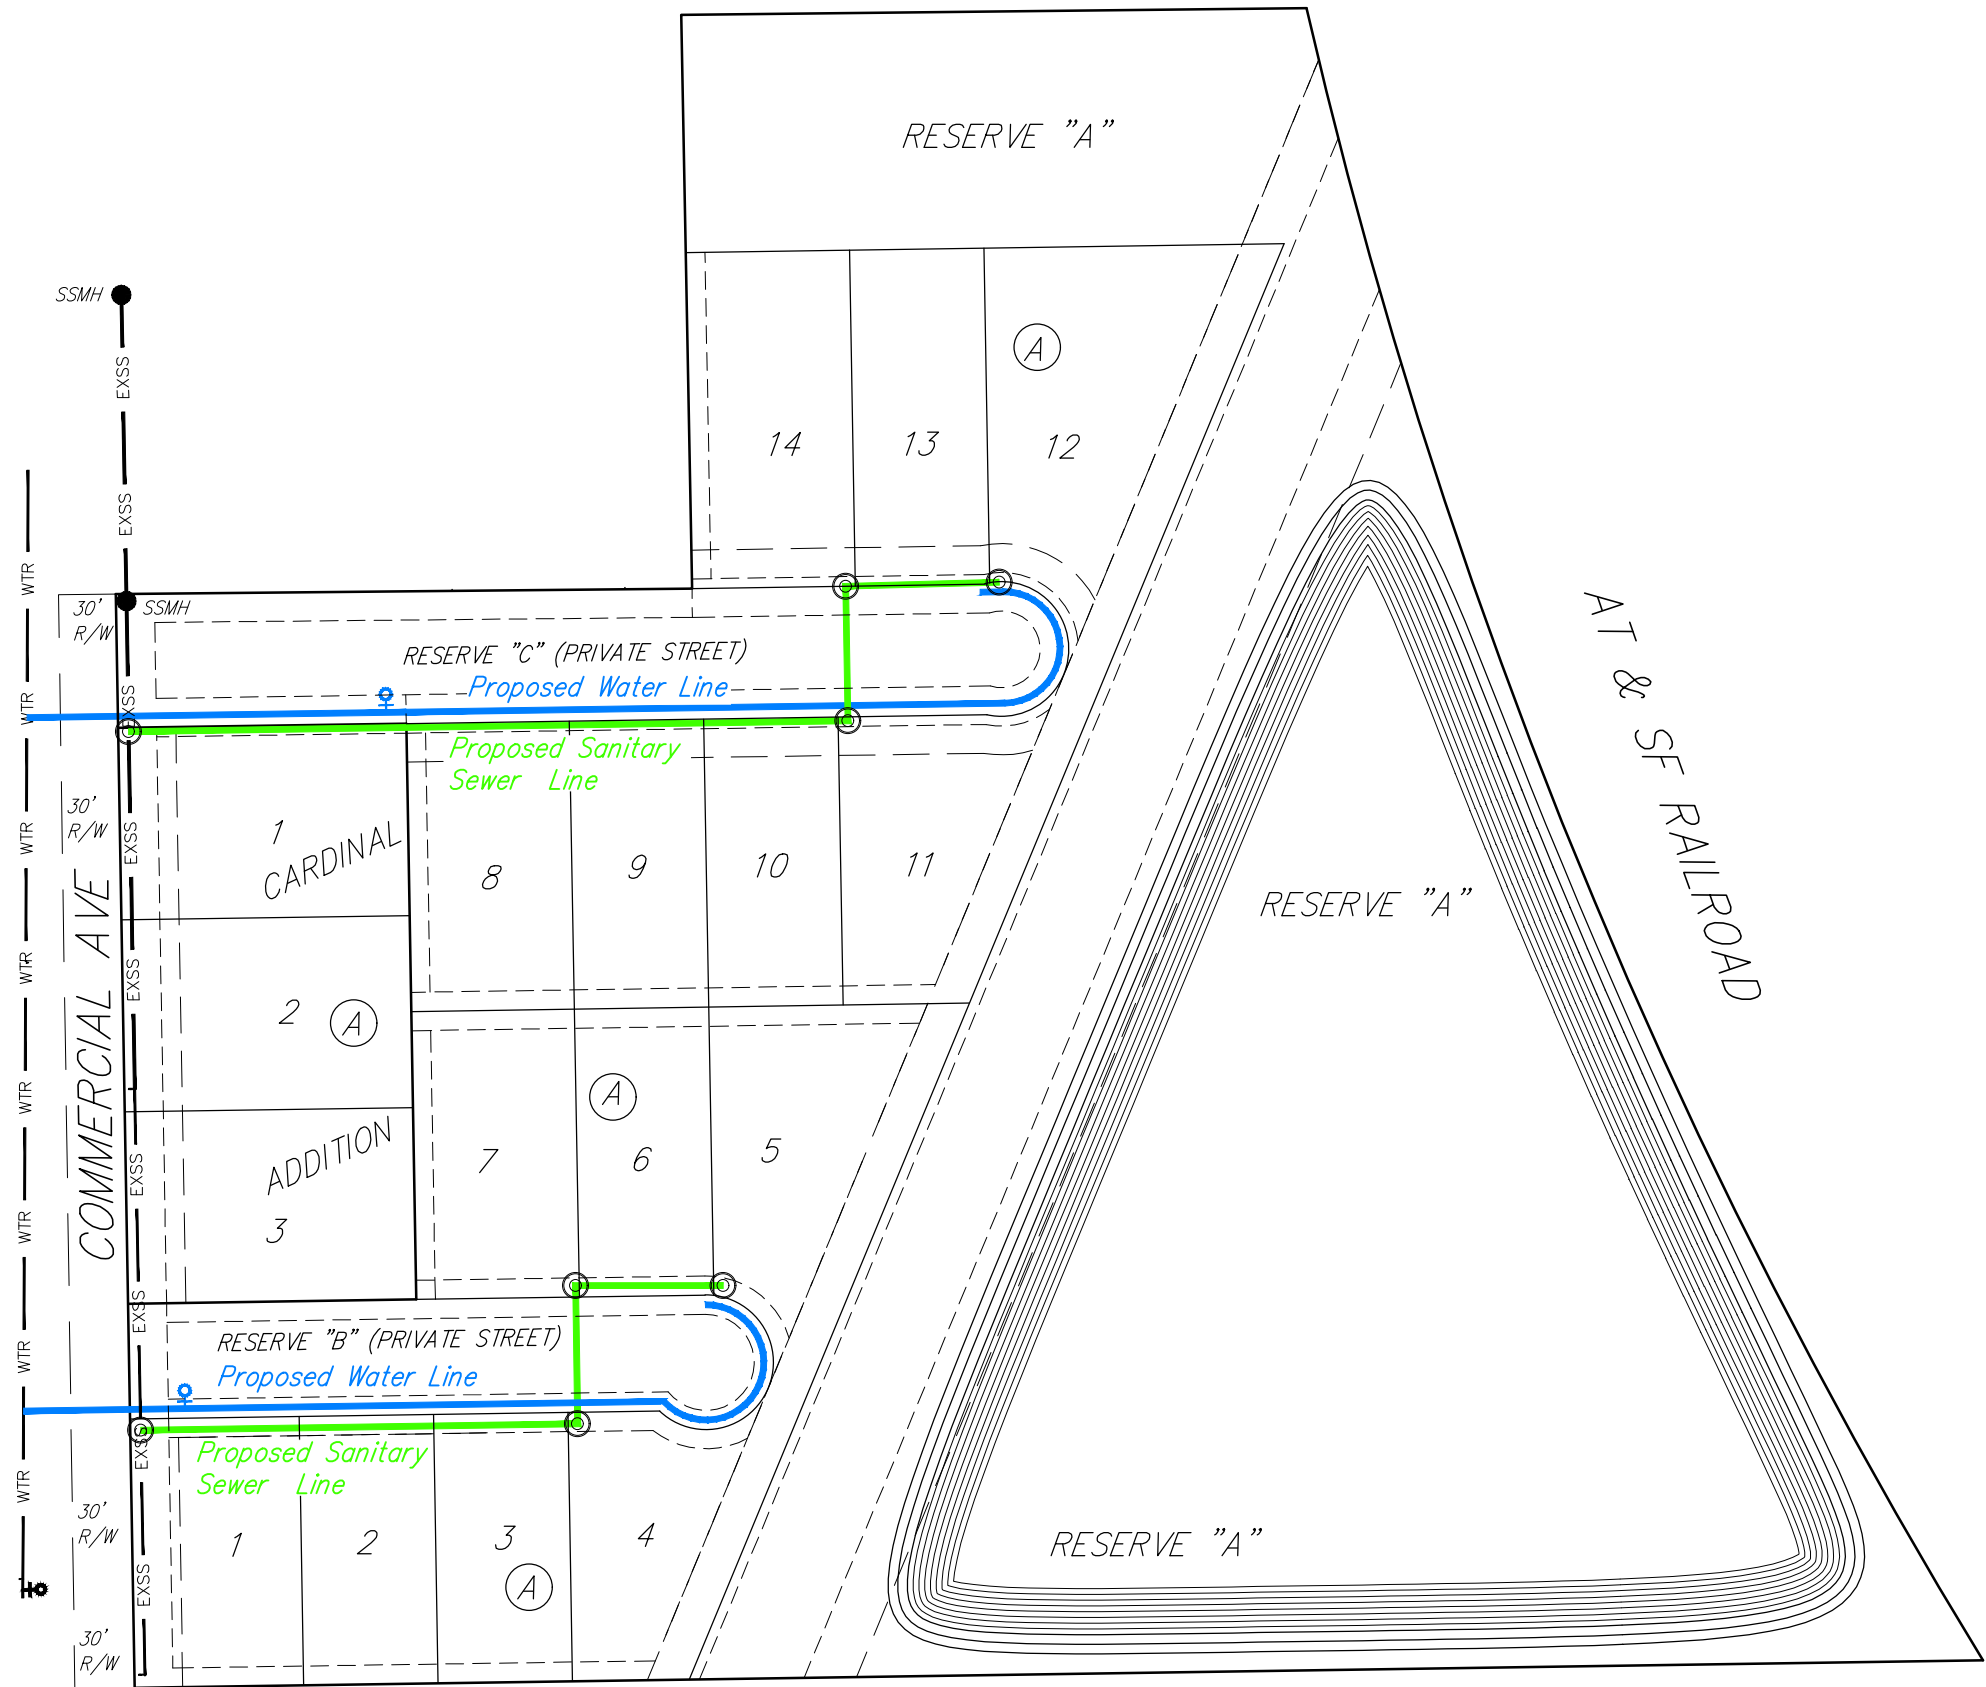 RESERVE "A"
SSMH
EXSS
A
14
13
12
EXSS
WTR
30'
R/W
SSMH
RESERVE "C" (PRIVATE STREET)
Proposed Water Line
WTR
EXSS
Proposed Sanitary
Sewer Line
30'
R/W
WTR
EXSS
1
CARDINAL
8
9
10
11
AT & SF RAILROAD
RESERVE "A"
COMMERCIAL AVE
WTR
EXSS
2
A
WTR
A
ADDITION
3
7
6
5
EXSS
WTR
EXSS
WTR
RESERVE "B" (PRIVATE STREET)
Proposed Water Line
EXSS
Proposed Sanitary
Sewer Line
WTR
30'
R/W
1
2
3
4
A
EXSS
RESERVE "A"
30'
R/W